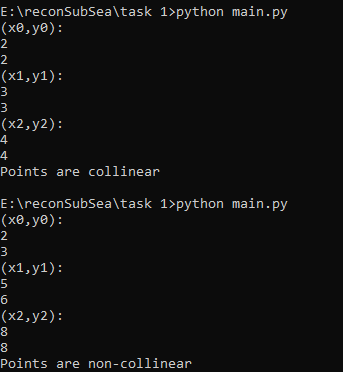 E:\reconSubSea\task 1>python main.py
(x0,y0):
2
2
(x1,y1):
3
3
(x2,y2):
4
4
Points are collinear
E:\reconSubSea\task 1>python main.py
(x0,y0):
2
3
(x1,y1):
5
6
(x2,y2):
8
8
Points are non-collinear